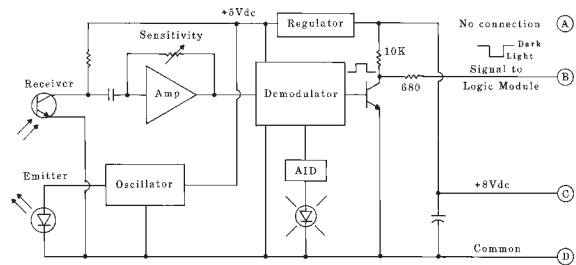 +5Vdc
Regulator
No connection
A
Sensitivity
10K
Dark
Light
Receiver
Amp
Demodulator
680
Signal to
Logic Module
B
Emitter
Oscillator
AID
+8Vdc
C
Common
D